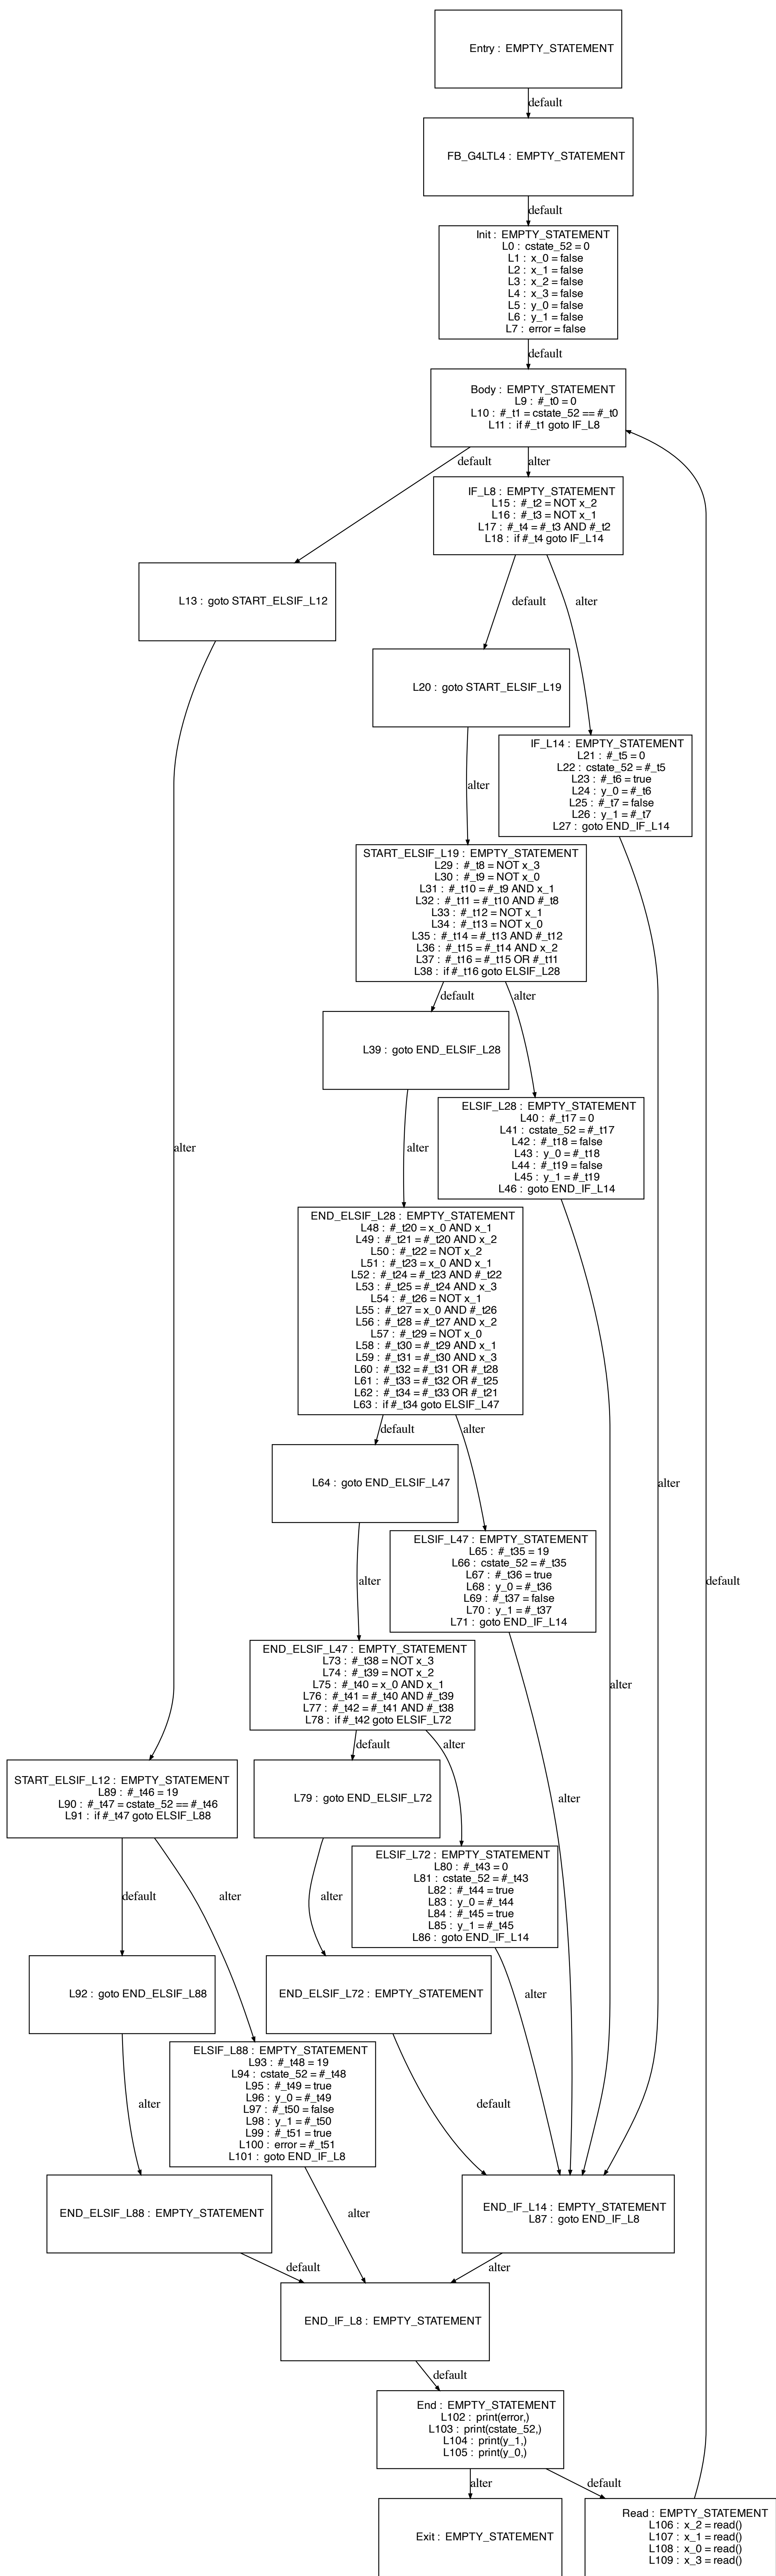 Entry : EMPTY_STATEMENT
default
FB_G4LTL4 : EMPTY_STATEMENT
default
Init : EMPTY_STATEMENT
L0 : cstate_52 = 0
L1 : x_0 = false
L2 : x_1 = false
L3 : x_2 = false
L4 : x_3 = false
L5 : y_0 = false
L6 : y_1 = false
L7 : error = false
default
Body : EMPTY_STATEMENT
L9 : #_t0 = 0
L10 : #_t1 = cstate_52 == #_t0
L11 : if #_t1 goto IF_L8
default
alter
IF_L8 : EMPTY_STATEMENT
L15 : #_t2 = NOT x_2
L16 : #_t3 = NOT x_1
L17 : #_t4 = #_t3 AND #_t2
L18 : if #_t4 goto IF_L14
L13 : goto START_ELSIF_L12
default
alter
L20 : goto START_ELSIF_L19
IF_L14 : EMPTY_STATEMENT
L21 : #_t5 = 0
L22 : cstate_52 = #_t5
L23 : #_t6 = true
L24 : y_0 = #_t6
L25 : #_t7 = false
L26 : y_1 = #_t7
L27 : goto END_IF_L14
alter
START_ELSIF_L19 : EMPTY_STATEMENT
L29 : #_t8 = NOT x_3
L30 : #_t9 = NOT x_0
L31 : #_t10 = #_t9 AND x_1
L32 : #_t11 = #_t10 AND #_t8
L33 : #_t12 = NOT x_1
L34 : #_t13 = NOT x_0
L35 : #_t14 = #_t13 AND #_t12
L36 : #_t15 = #_t14 AND x_2
L37 : #_t16 = #_t15 OR #_t11
L38 : if #_t16 goto ELSIF_L28
default
alter
L39 : goto END_ELSIF_L28
ELSIF_L28 : EMPTY_STATEMENT
L40 : #_t17 = 0
L41 : cstate_52 = #_t17
L42 : #_t18 = false
L43 : y_0 = #_t18
L44 : #_t19 = false
L45 : y_1 = #_t19
L46 : goto END_IF_L14
alter
alter
END_ELSIF_L28 : EMPTY_STATEMENT
L48 : #_t20 = x_0 AND x_1
L49 : #_t21 = #_t20 AND x_2
L50 : #_t22 = NOT x_2
L51 : #_t23 = x_0 AND x_1
L52 : #_t24 = #_t23 AND #_t22
L53 : #_t25 = #_t24 AND x_3
L54 : #_t26 = NOT x_1
L55 : #_t27 = x_0 AND #_t26
L56 : #_t28 = #_t27 AND x_2
L57 : #_t29 = NOT x_0
L58 : #_t30 = #_t29 AND x_1
L59 : #_t31 = #_t30 AND x_3
L60 : #_t32 = #_t31 OR #_t28
L61 : #_t33 = #_t32 OR #_t25
L62 : #_t34 = #_t33 OR #_t21
L63 : if #_t34 goto ELSIF_L47
default
alter
L64 : goto END_ELSIF_L47
alter
ELSIF_L47 : EMPTY_STATEMENT
L65 : #_t35 = 19
L66 : cstate_52 = #_t35
L67 : #_t36 = true
L68 : y_0 = #_t36
L69 : #_t37 = false
L70 : y_1 = #_t37
L71 : goto END_IF_L14
alter
default
END_ELSIF_L47 : EMPTY_STATEMENT
L73 : #_t38 = NOT x_3
L74 : #_t39 = NOT x_2
L75 : #_t40 = x_0 AND x_1
L76 : #_t41 = #_t40 AND #_t39
L77 : #_t42 = #_t41 AND #_t38
L78 : if #_t42 goto ELSIF_L72
alter
default
alter
START_ELSIF_L12 : EMPTY_STATEMENT
L89 : #_t46 = 19
L90 : #_t47 = cstate_52 == #_t46
L91 : if #_t47 goto ELSIF_L88
L79 : goto END_ELSIF_L72
alter
ELSIF_L72 : EMPTY_STATEMENT
L80 : #_t43 = 0
L81 : cstate_52 = #_t43
L82 : #_t44 = true
L83 : y_0 = #_t44
L84 : #_t45 = true
L85 : y_1 = #_t45
L86 : goto END_IF_L14
default
alter
alter
L92 : goto END_ELSIF_L88
END_ELSIF_L72 : EMPTY_STATEMENT
alter
ELSIF_L88 : EMPTY_STATEMENT
L93 : #_t48 = 19
L94 : cstate_52 = #_t48
L95 : #_t49 = true
L96 : y_0 = #_t49
L97 : #_t50 = false
L98 : y_1 = #_t50
L99 : #_t51 = true
L100 : error = #_t51
L101 : goto END_IF_L8
alter
default
END_ELSIF_L88 : EMPTY_STATEMENT
alter
END_IF_L14 : EMPTY_STATEMENT
L87 : goto END_IF_L8
default
alter
END_IF_L8 : EMPTY_STATEMENT
default
End : EMPTY_STATEMENT
L102 : print(error,)
L103 : print(cstate_52,)
L104 : print(y_1,)
L105 : print(y_0,)
alter
default
Exit : EMPTY_STATEMENT
Read : EMPTY_STATEMENT
L106 : x_2 = read()
L107 : x_1 = read()
L108 : x_0 = read()
L109 : x_3 = read()